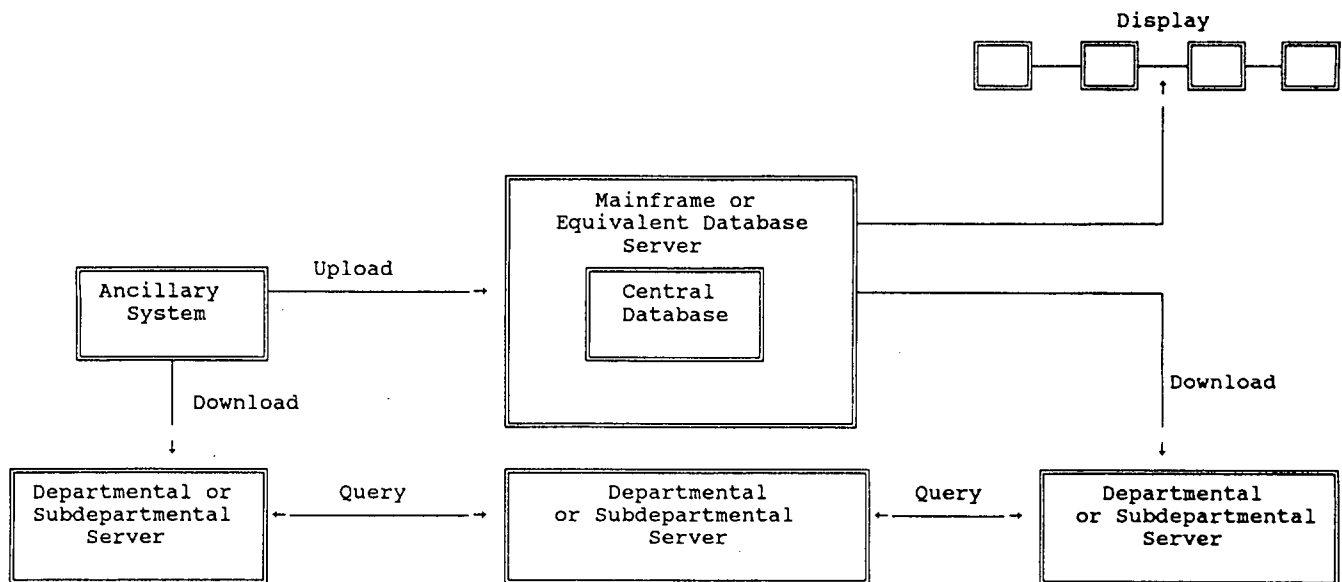 Display
Mainframe or
Equivalent Database
Server
Upload
Ancillary
System
Central
Database
Download
Download
Departmental or
Subdepartmental
Server
Query
Departmental
or Subdepartmental
Server
Query
Departmental
or Subdepartmental
Server